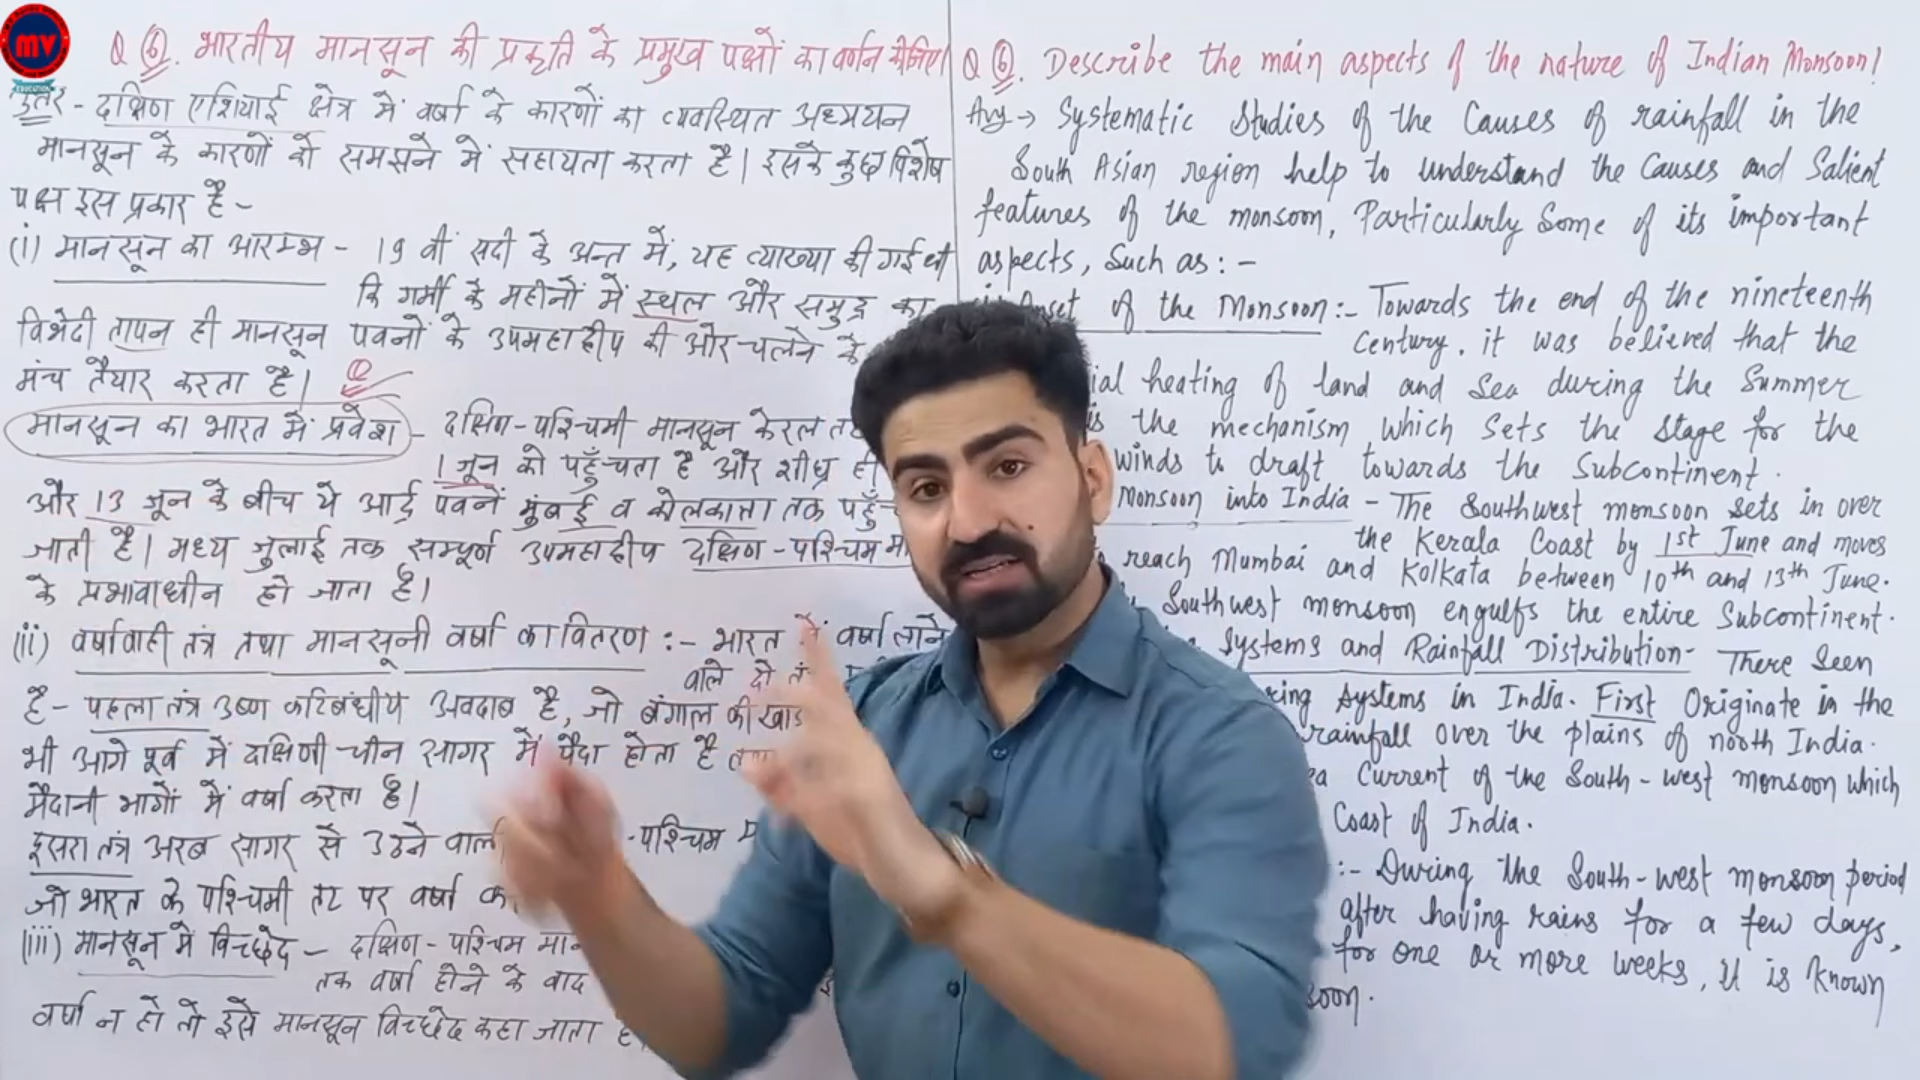 mv
EDUCATION
Q ⑥. भारतीय मानसून की प्रकृति के प्रमुख पक्षों का वर्णन कीजिए।
उत्तर - दक्षिण एशियाई क्षेत्र में वर्षा के कारणों का व्यवस्थित अध्ययन
मानसून के कारणों को समझने में सहायता करता है। इसके कुछ विशेष
पक्ष इस प्रकार है -
(i) मानसून का आरम्भ - 19 वीं सदी के अन्त में, यह व्याख्या की गई थी
कि गर्मी के महीनों में स्थल और समुद्र का
विभेदी तापन ही मानसून पवनों के उपमहाद्वीप की ओर चलने के
मंच तैयार करता है।
मानसून का भारत में प्रवेश - दक्षिण-पश्चिमी मानसून केरल
1 जून को पहुँचता है और शीघ्र ही
और 13 जून के बीच ये आर्द्र पवनें मुंबई व कोलकाता तक
जाती है। मध्य जुलाई तक सम्पूर्ण उपमहाद्वीप दक्षिण-पश्चिम
के प्रभावाधीन हो जाता है।
(ii) वर्षावाही तंत्र तथा मानसूनी वर्षा का वितरण :- भारत में वर्षा लाने
वाले दो
है - पहला तंत्र उष्ण कटिबंधीय अवदाब है, जो बंगाल की
भी आगे पूर्व में दक्षिणी चीन सागर में पैदा होता है
मैदानी भागों में वर्षा करता है।
दूसरा तंत्र अरब सागर से उठने वाली -पश्चिम
जो भारत के पश्चिमी तट पर वर्षा
(iii) मानसून में विच्छेद - दक्षिण-पश्चिम
तक वर्षा होने के बाद
वर्षा न हो तो इसे मानसून विच्छेद कहा जाता
Q ⑥. Describe the main aspects of the nature of Indian Monsoon?
Ans → Systematic Studies of the Causes of rainfall in the
South Asian region help to understand the Causes and Salient
features of the monsoon, Particularly Some of its important
aspects, Such as : -
of the Monsoon :- Towards the end of the nineteenth
Century, it was believed that the
heating of land and Sea during the Summer
is the mechanism which Sets the Stage for the
winds to draft towards the Subcontinent.
Monsoon into India - The Southwest monsoon Sets in over
the Kerala Coast by 1st June and moves
reach Mumbai and Kolkata between 10th and 13th June.
Southwest monsoon engulfs the entire Subcontinent.
Systems and Rainfall Distribution - There Seen
systems in India. First Originate in the
rainfall over the plains of north India.
Current of the South-west monsoon which
Coast of India.
:- During the South-west monsoon period
after having rains for a few days,
for one or more weeks, it is known